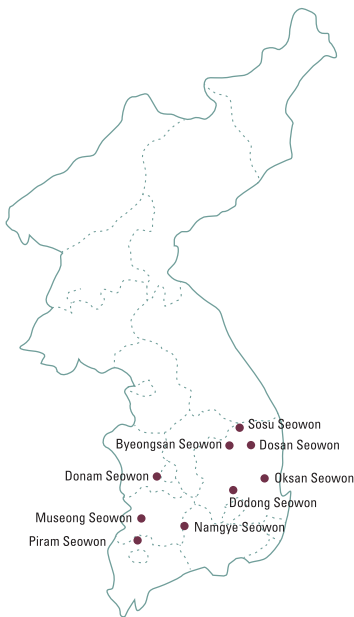 Sosu Seowon
Byeongsan Seowon
Dosan Seowon
Donam Seowon
Oksan Seowon
Dodong Seowon
Museong Seowon
Namgye Seowon
Piram Seowon